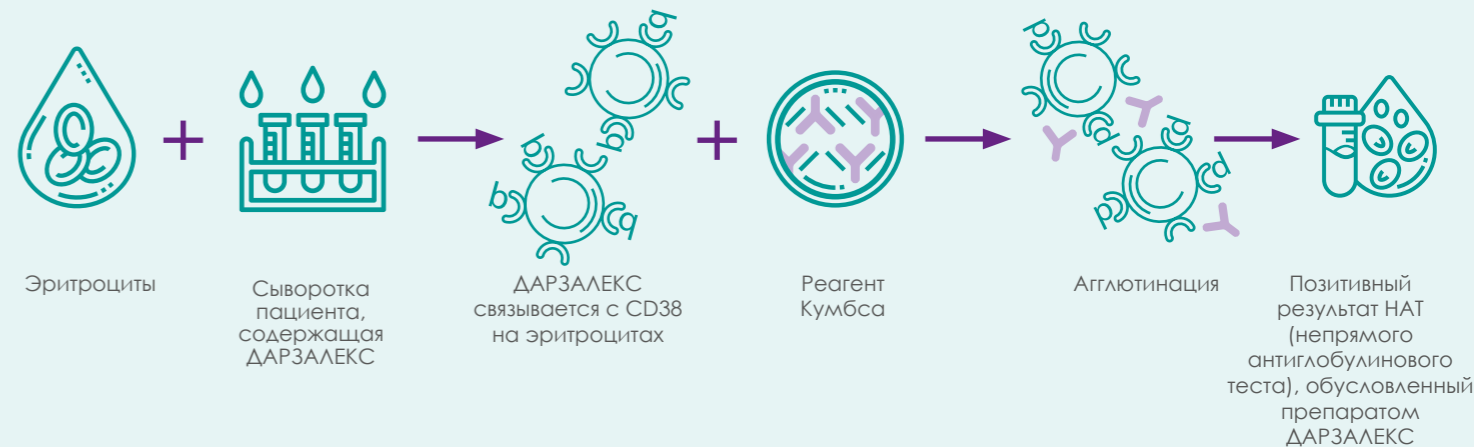 Эритроциты
Сыворотка
пациента,
содержащая
ДАРЗАЛЕКС
ДАРЗАЛЕКС
связывается с CD38
на эритроцитах
Реагент
Кумбса
Агглютинация
Позитивный
результат НАТ
(непрямого
антиглобулинового
теста), обусловленный
препаратом
ДАРЗАЛЕКС